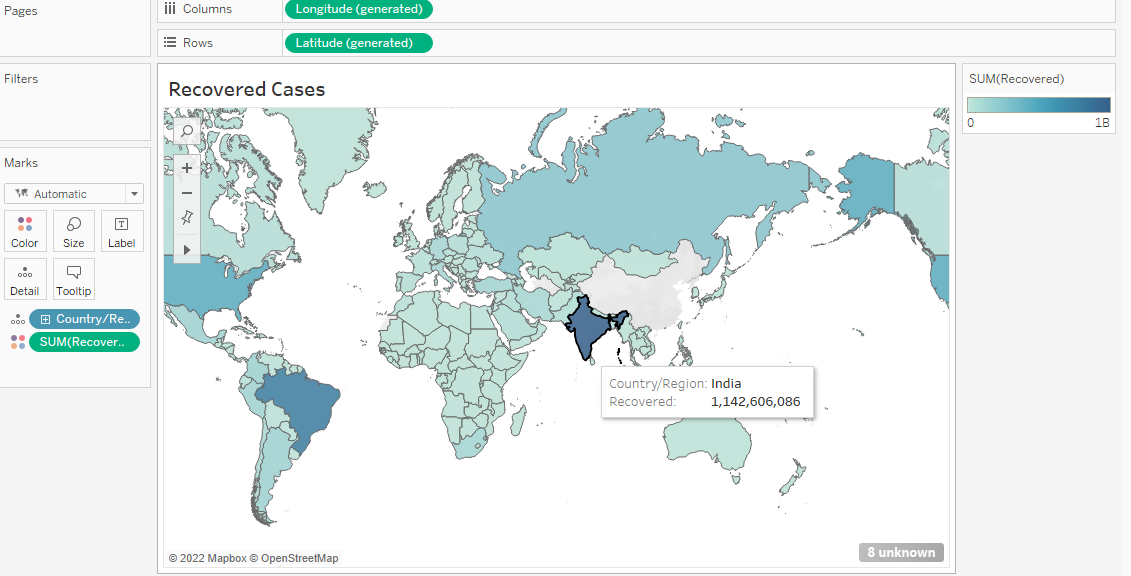 Pages
Columns
Longitude (generated)
Rows
Latitude (generated)
Filters
Marks
Automatic
Color
Size
Label
Detail
Tooltip
Country/Re..
SUM(Recover..
Recovered Cases
Country/Region: India
Recovered: 1,142,606,086
© 2022 Mapbox © OpenStreetMap
8 unknown
SUM(Recovered)
0
1B